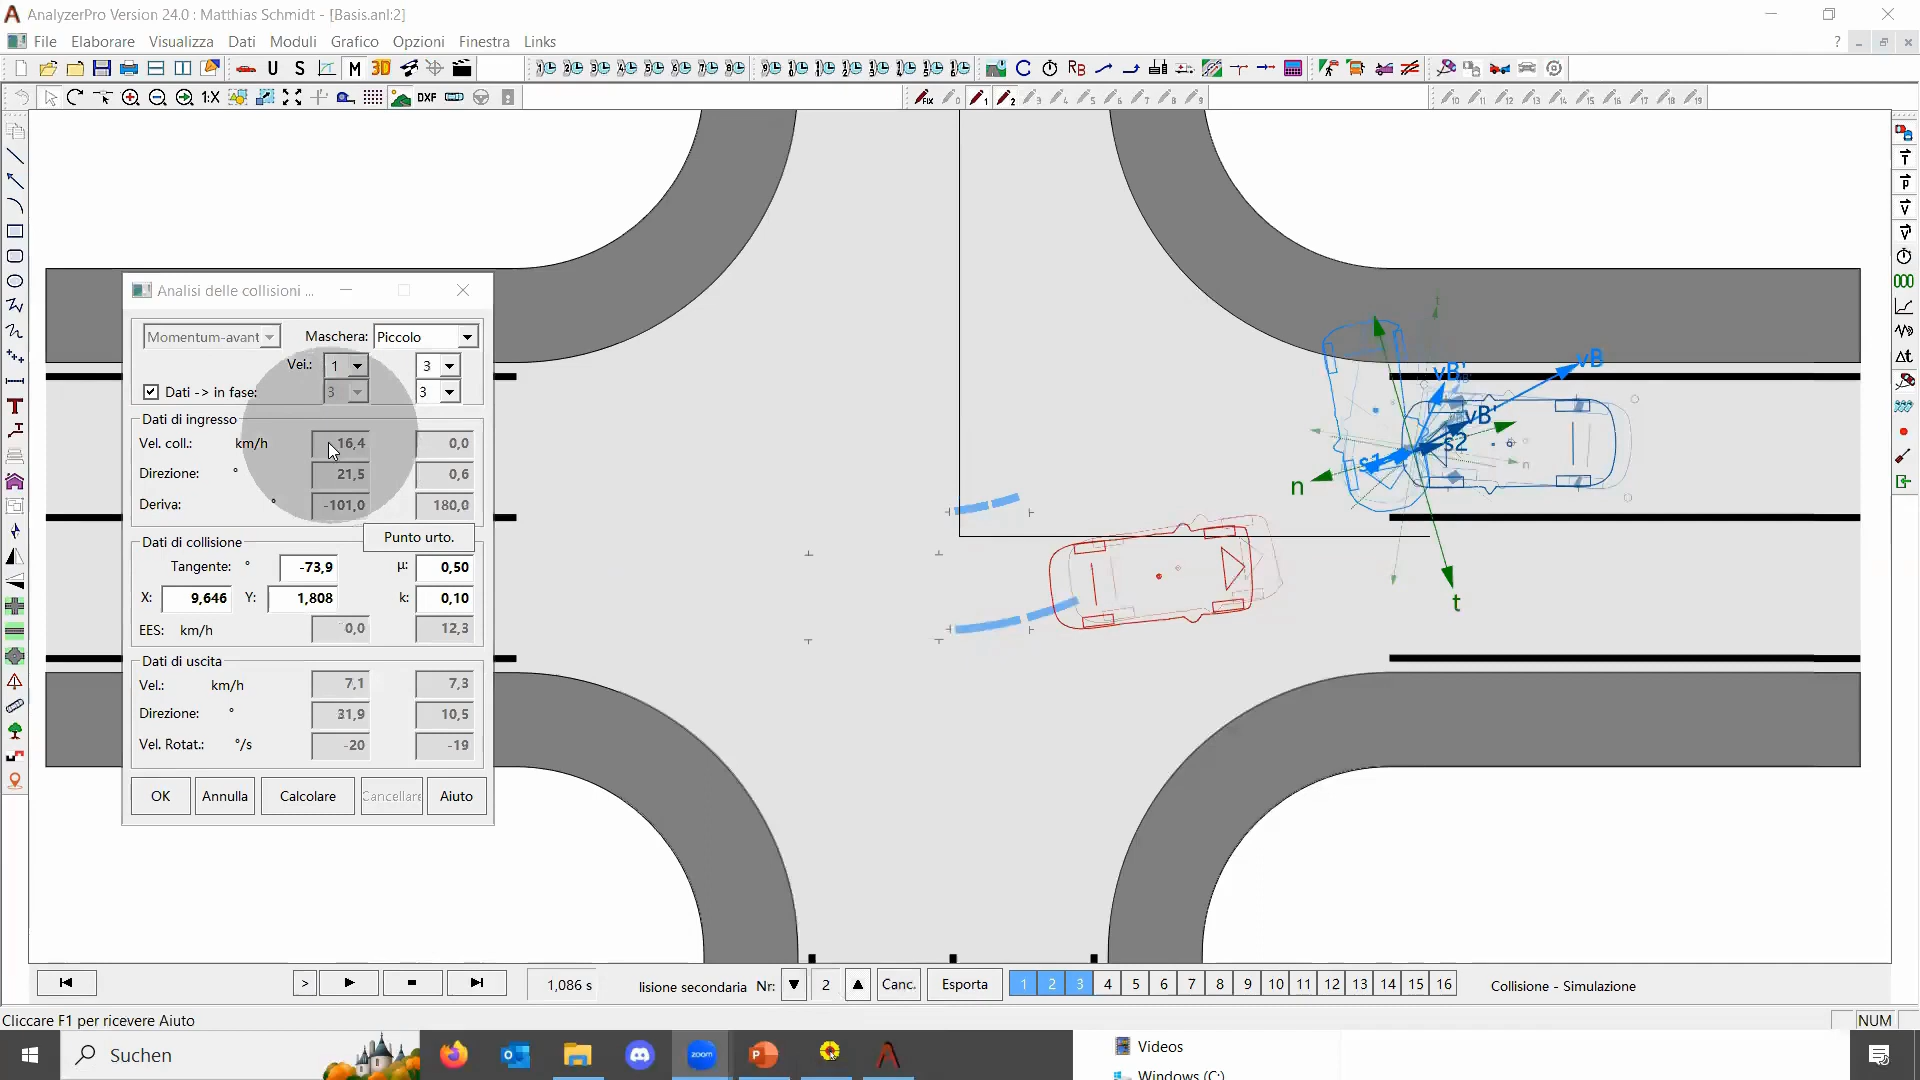 AnalyzerPro Version 24.0 : Matthias Schmidt - [Basis.anl:2]
File Elaborare Visualizza Dati Moduli Grafico Opzioni Finestra Links
U S M 3D RB
1:X DXF FIX
Analisi delle collisioni ...
Momentum-avant Maschera: Piccolo
Vei.: 1 3
Dati -> in fase: 3 3
Dati di ingresso
Vel. coll.: km/h 16,4 0,0
Direzione: ° 21,5 0,6
Deriva: ° -101,0 180,0
Punto urto.
Dati di collisione
Tangente: ° -73,9 µ: 0,50
X: 9,646 Y: 1,808 k: 0,10
EES: km/h 0,0 12,3
Dati di uscita
Vel.: km/h 7,1 7,3
Direzione: ° 31,9 10,5
Vel. Rotat.: °/s -20 -19
OK Annulla Calcolare Cancellare Aiuto
vB
vB'
vB'
s2
s1
n
n
t
t
> 1,086 s lisione secondaria Nr: 2 Canc. Esporta 1 2 3 4 5 6 7 8 9 10 11 12 13 14 15 16 Collisione - Simulazione
Cliccare F1 per ricevere Aiuto NUM
Suchen zoom Videos
Windows (C:)